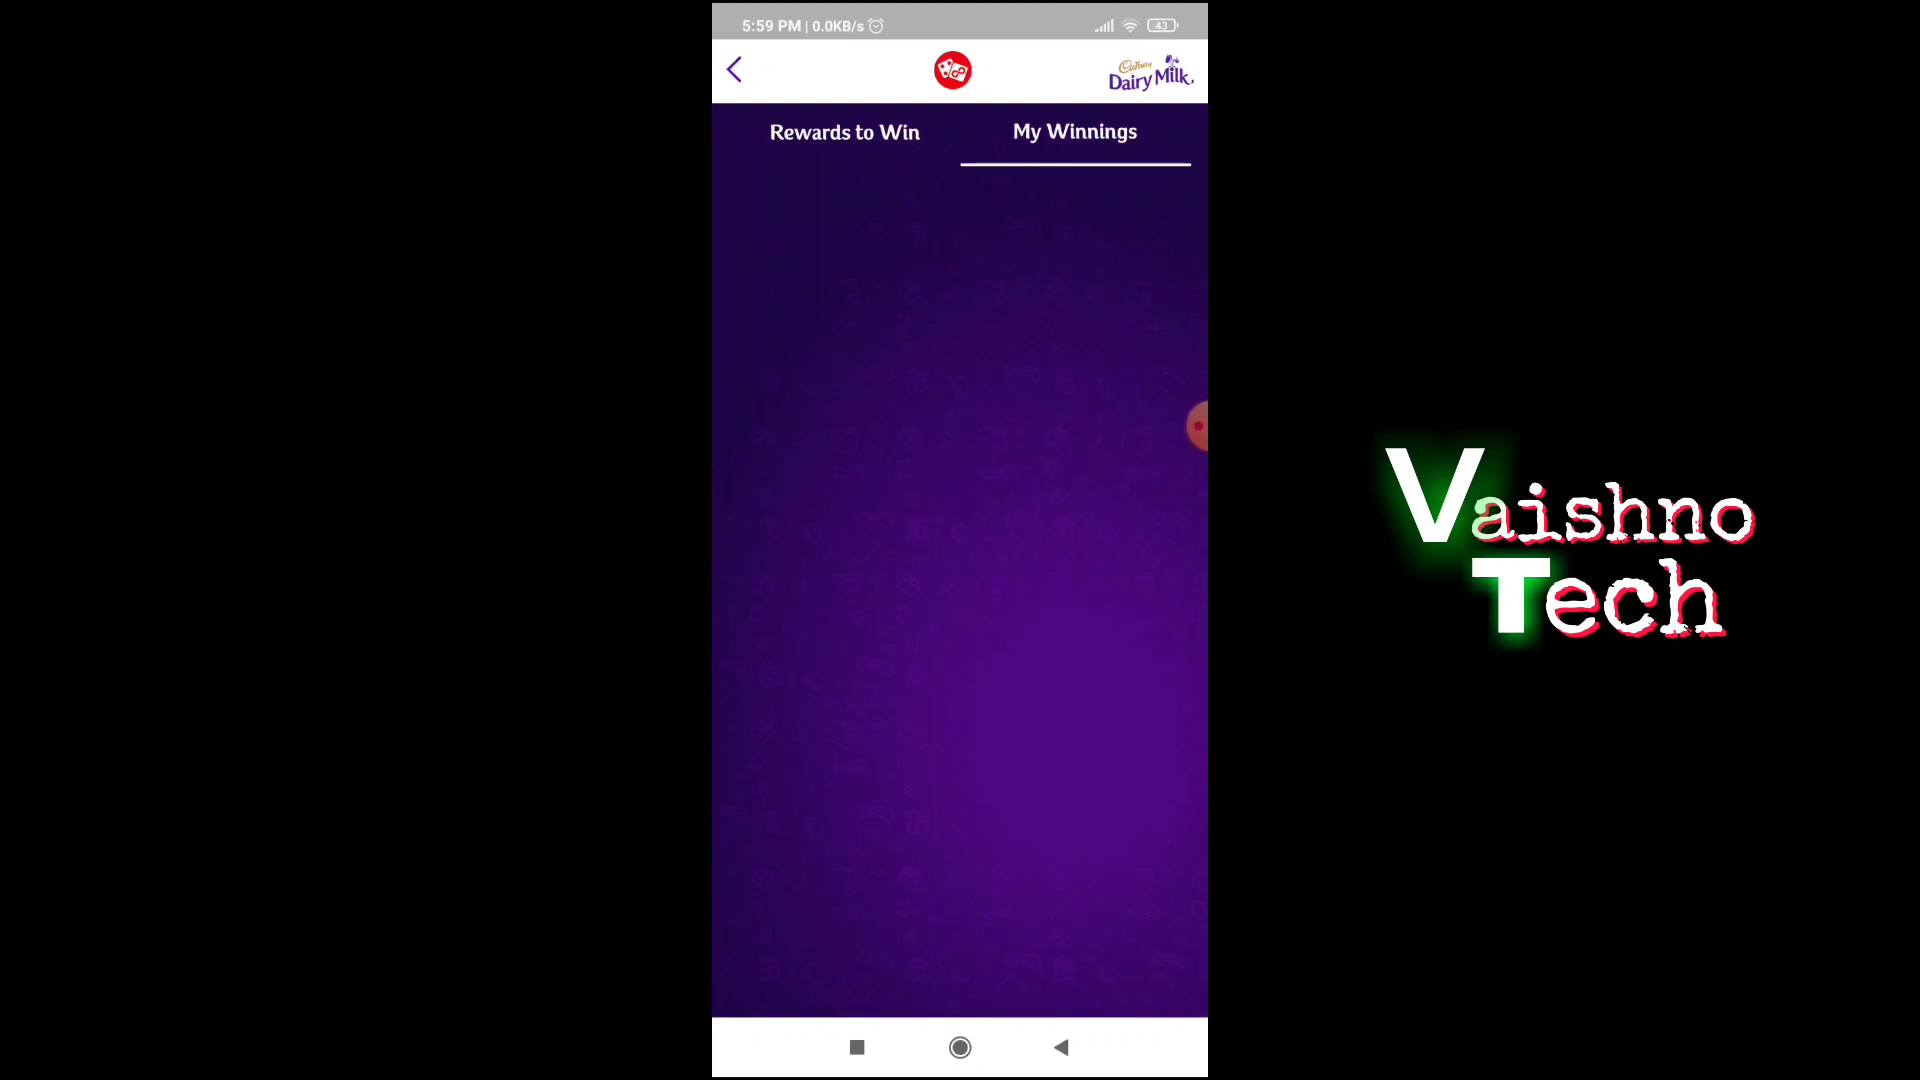 5:59 PM | 0.0KB/s
43
Cadbury
Dairy Milk
Rewards to Win
My Winnings
Vaishno
Tech